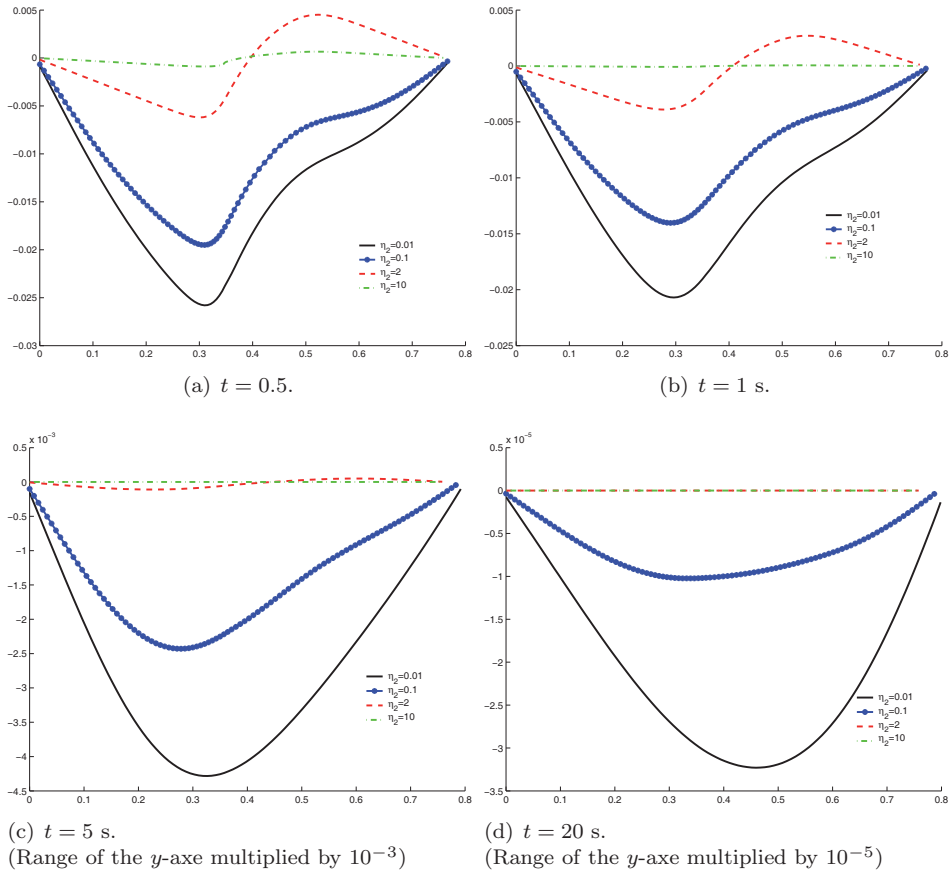 0.005
0
−0.005
−0.01
−0.015
−0.02
−0.025
−0.03
0 0.1 0.2 0.3 0.4 0.5 0.6 0.7 0.8
η2=0.01
η2=0.1
η2=2
η2=10
(a) t = 0.5.
0.005
0
−0.005
−0.01
−0.015
−0.02
−0.025
0 0.1 0.2 0.3 0.4 0.5 0.6 0.7 0.8
η2=0.01
η2=0.1
η2=2
η2=10
(b) t = 1 s.
x 10−3
0.5
0
−0.5
−1
−1.5
−2
−2.5
−3
−3.5
−4
−4.5
0 0.1 0.2 0.3 0.4 0.5 0.6 0.7 0.8
η2=0.01
η2=0.1
η2=2
η2=10
(c) t = 5 s.
(Range of the y-axe multiplied by 10−3)
x 10−5
0.5
0
−0.5
−1
−1.5
−2
−2.5
−3
−3.5
0 0.1 0.2 0.3 0.4 0.5 0.6 0.7 0.8
η2=0.01
η2=0.1
η2=2
η2=10
(d) t = 20 s.
(Range of the y-axe multiplied by 10−5)